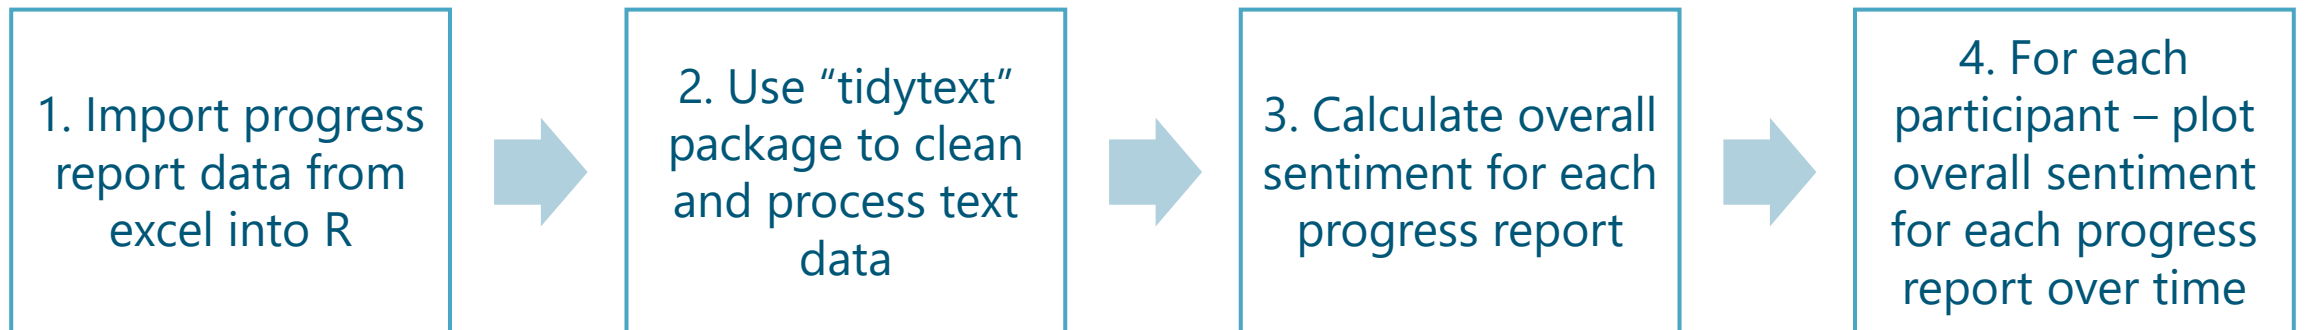 1. Import progress
report data from
excel into R
2. Use “tidytext”
package to clean
and process text
data
3. Calculate overall
sentiment for each
progress report
4. For each
participant – plot
overall sentiment
for each progress
report over time